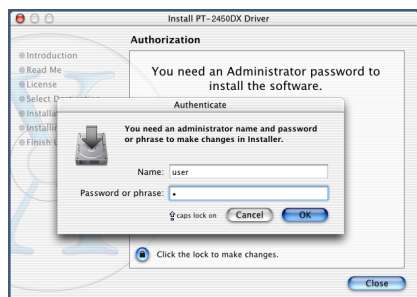 Install PT-2450DX Driver
Authorization
Introduction
Read Me
License
Select
You need an Administrator password to
install the software.
Authenticate
You need an administrator name and password
or phrase to make changes in Installer.
Name: user
Password or phrase: •
caps lock on
Cancel
OK
Click the lock to make changes.
Close